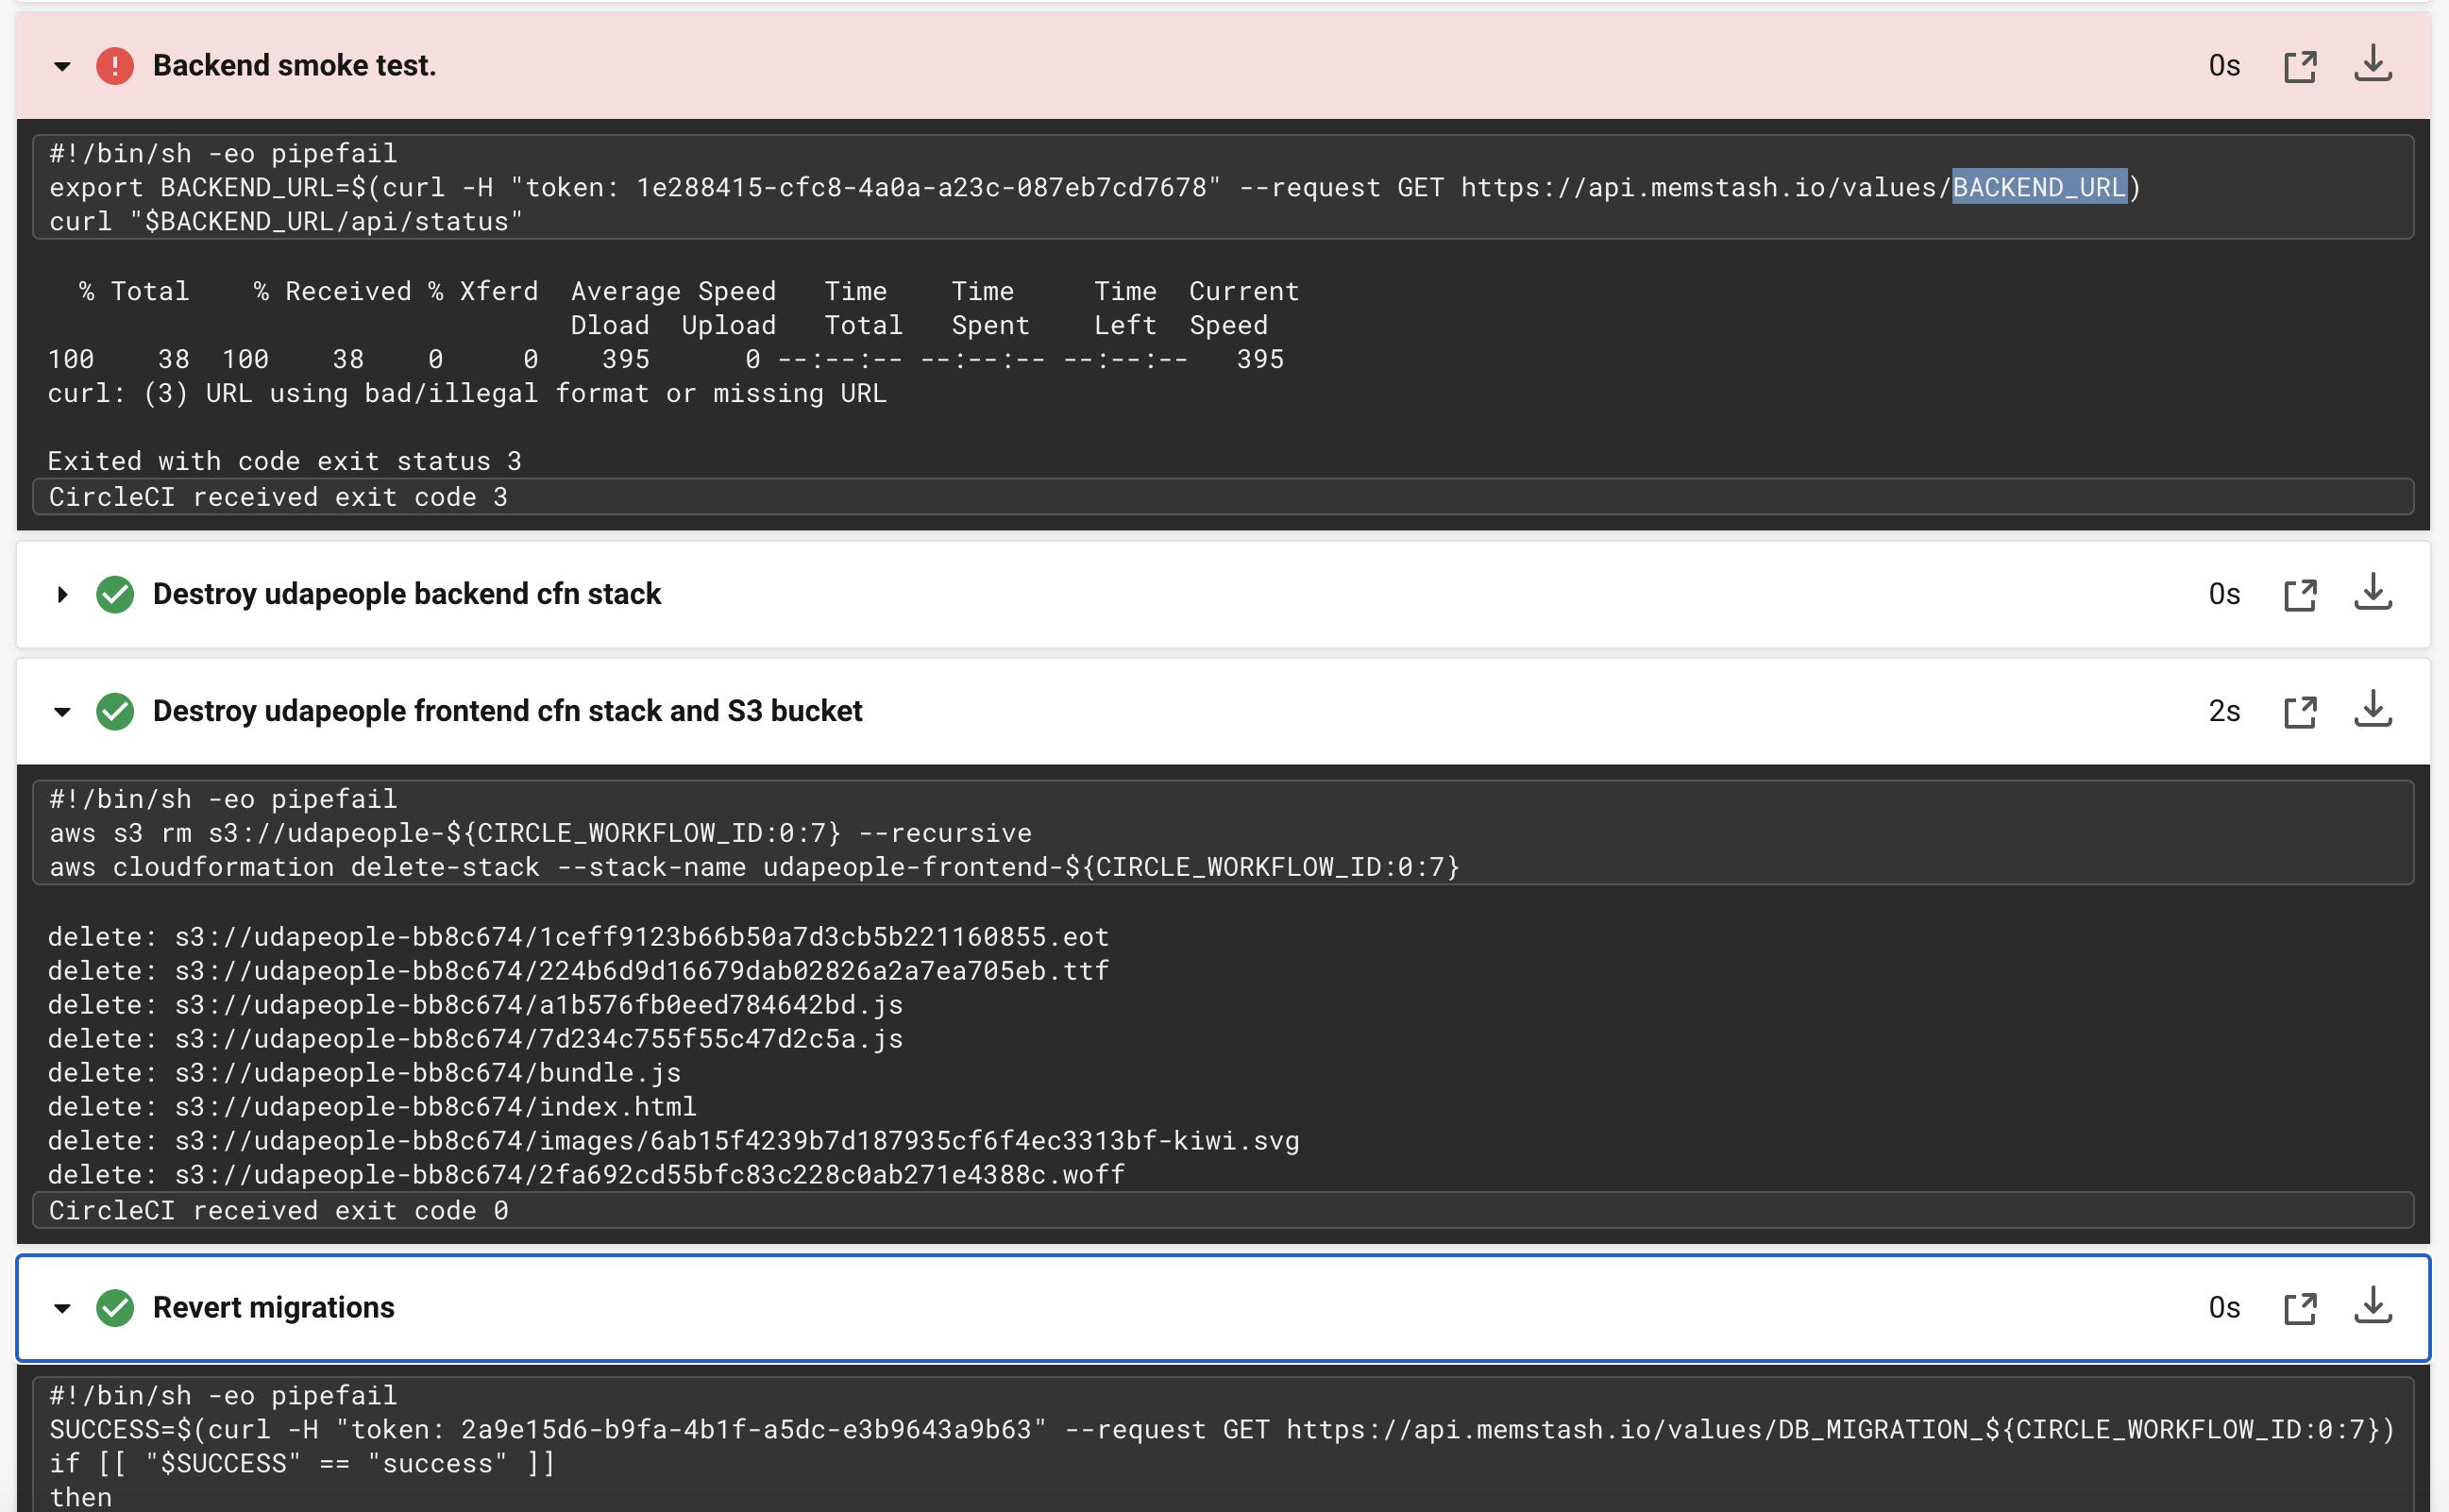 Backend smoke test.
0s
#!/bin/sh -eo pipefail
export BACKEND_URL=$(curl -H "token: 1e288415-cfc8-4a0a-a23c-087eb7cd7678" --request GET https://api.memstash.io/values/BACKEND_URL)
curl "$BACKEND_URL/api/status"
% Total % Received % Xferd Average Speed Time Time Time Current
Dload Upload Total Spent Left Speed
100 38 100 38 0 0 395 0 --:--:-- --:--:-- --:--:-- 395
curl: (3) URL using bad/illegal format or missing URL
Exited with code exit status 3
CircleCI received exit code 3
Destroy udapeople backend cfn stack
0s
Destroy udapeople frontend cfn stack and S3 bucket
2s
#!/bin/sh -eo pipefail
aws s3 rm s3://udapeople-${CIRCLE_WORKFLOW_ID:0:7} --recursive
aws cloudformation delete-stack --stack-name udapeople-frontend-${CIRCLE_WORKFLOW_ID:0:7}
delete: s3://udapeople-bb8c674/1ceff9123b66b50a7d3cb5b221160855.eot
delete: s3://udapeople-bb8c674/224b6d9d16679dab02826a2a7ea705eb.ttf
delete: s3://udapeople-bb8c674/a1b576fb0eed784642bd.js
delete: s3://udapeople-bb8c674/7d234c755f55c47d2c5a.js
delete: s3://udapeople-bb8c674/bundle.js
delete: s3://udapeople-bb8c674/index.html
delete: s3://udapeople-bb8c674/images/6ab15f4239b7d187935cf6f4ec3313bf-kiwi.svg
delete: s3://udapeople-bb8c674/2fa692cd55bfc83c228c0ab271e4388c.woff
CircleCI received exit code 0
Revert migrations
0s
#!/bin/sh -eo pipefail
SUCCESS=$(curl -H "token: 2a9e15d6-b9fa-4b1f-a5dc-e3b9643a9b63" --request GET https://api.memstash.io/values/DB_MIGRATION_${CIRCLE_WORKFLOW_ID:0:7})
if [[ "$SUCCESS" == "success" ]]
then